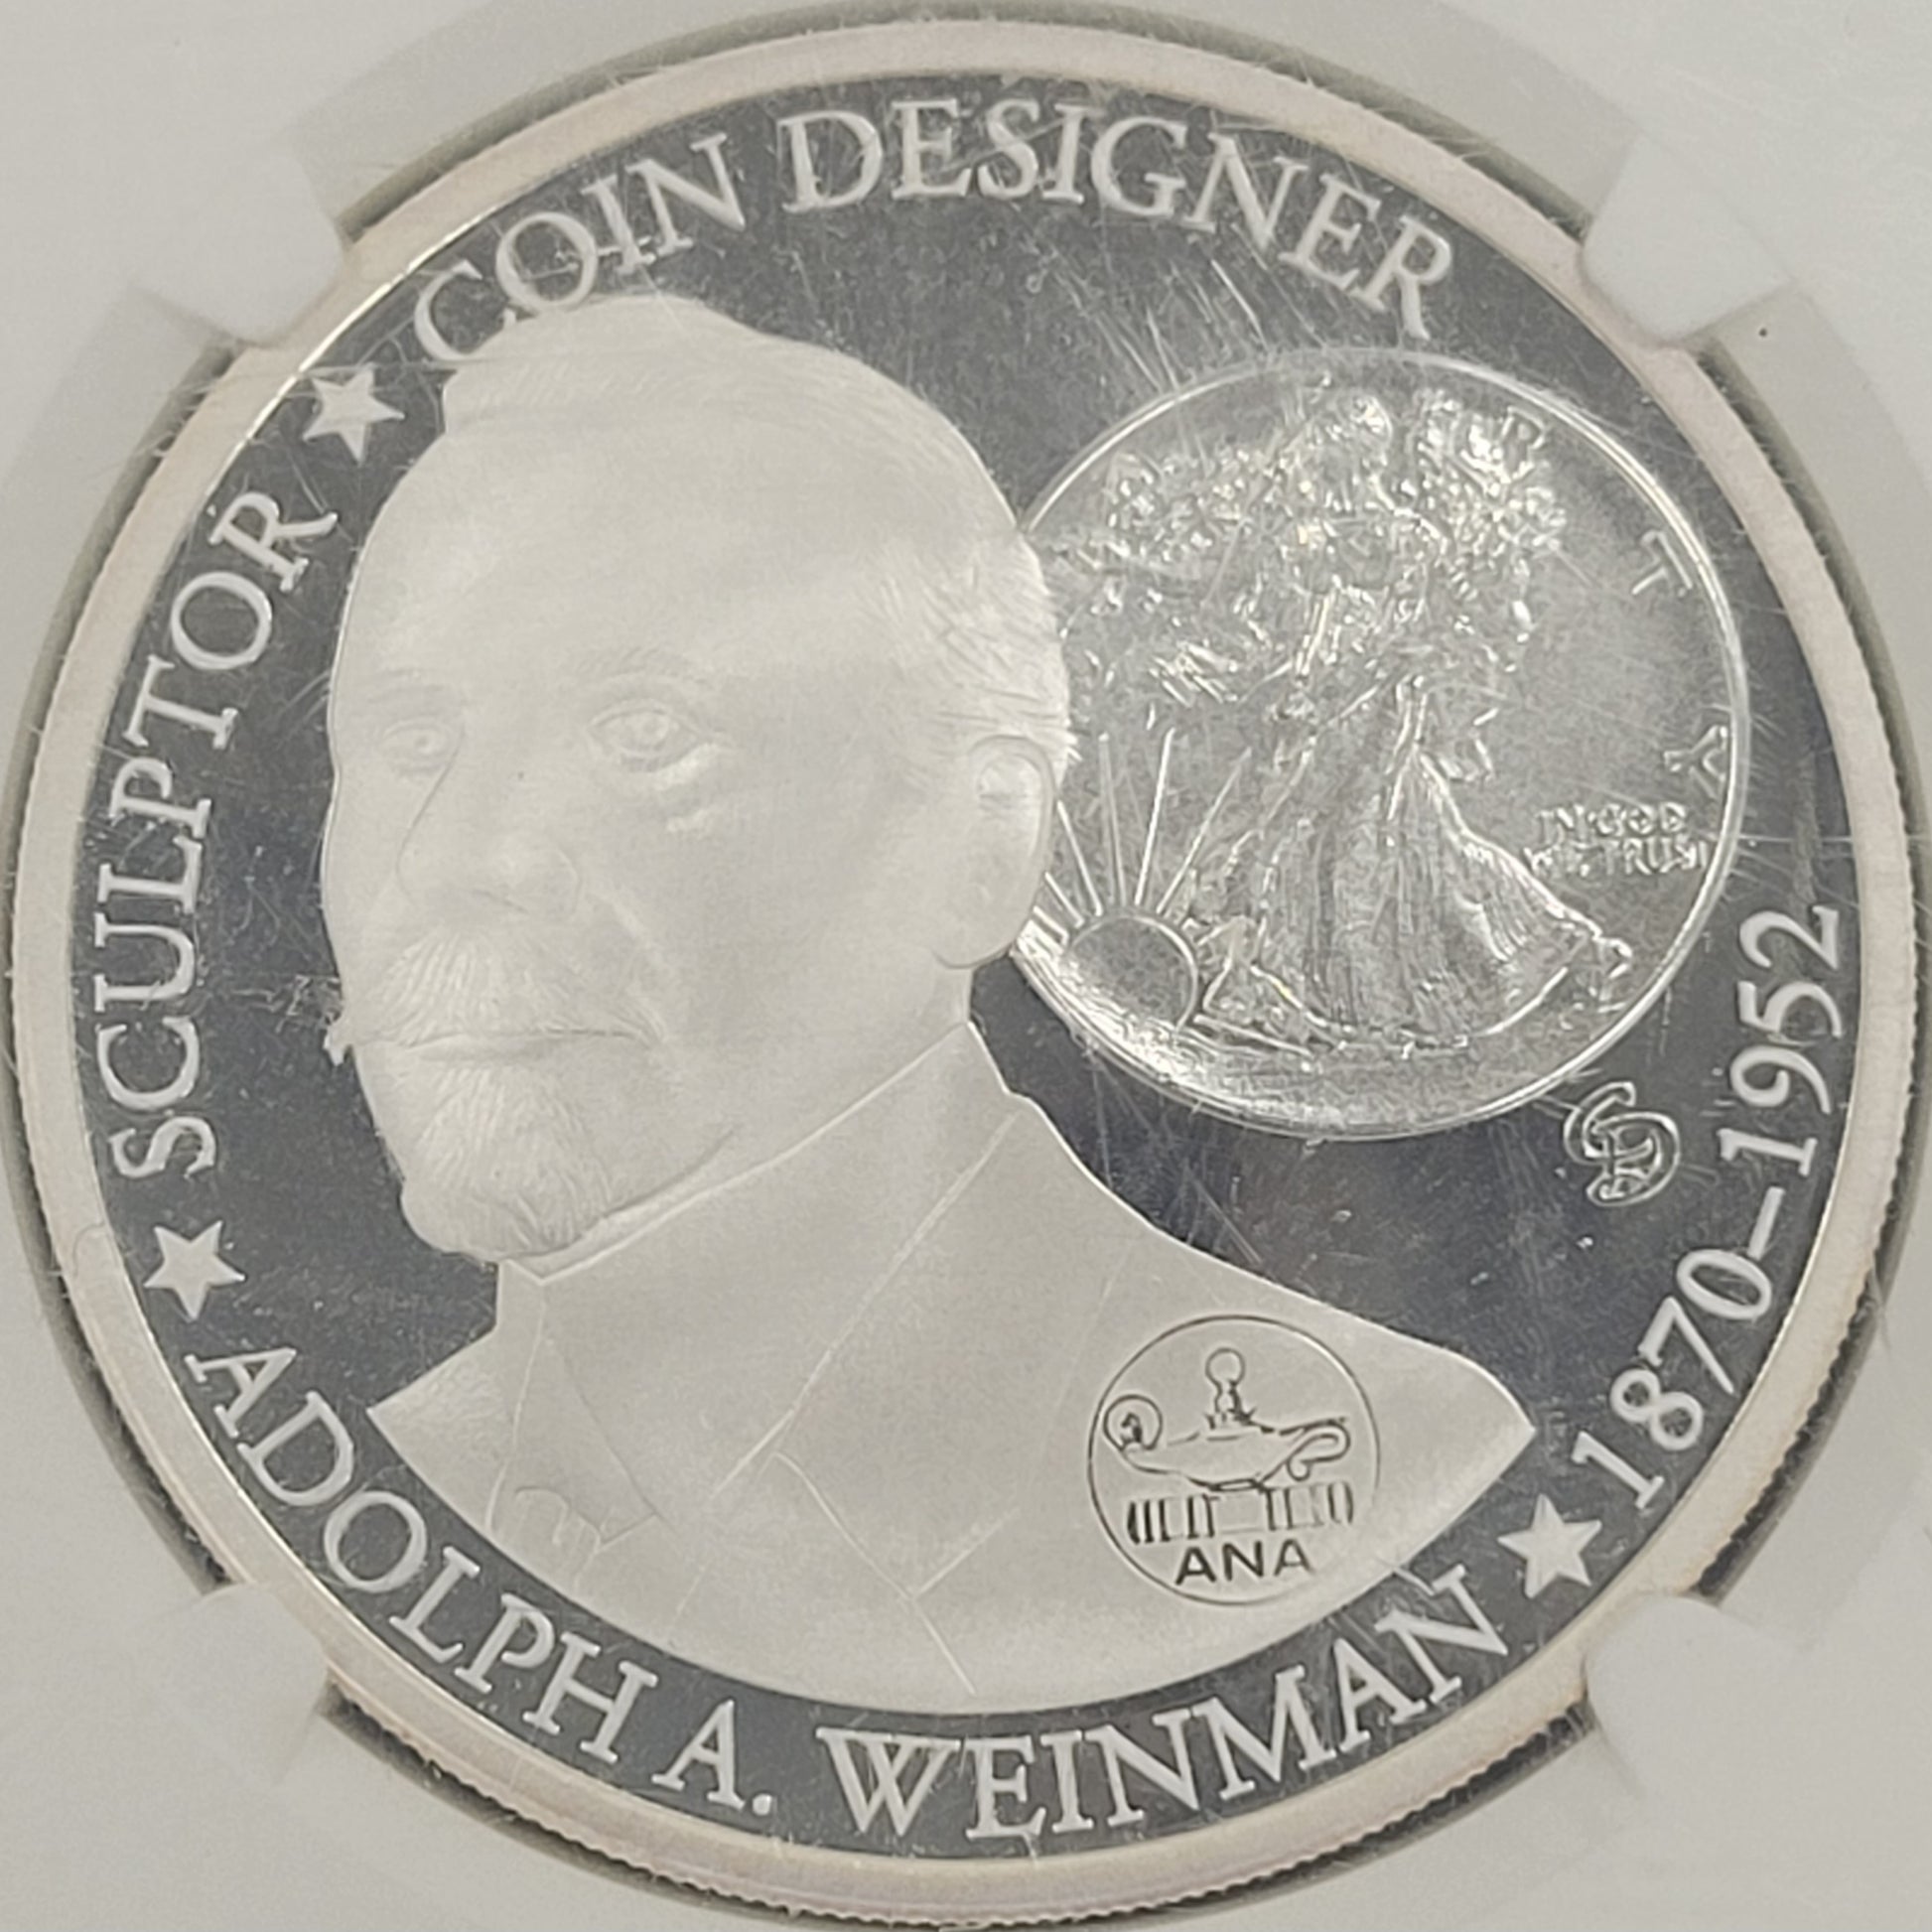 SCULPTOR ★ COIN DESIGNER
★ ADOLPH A. WEINMAN ★ 1870–1952
R T Y
IN GOD
WE TRUST
ANA